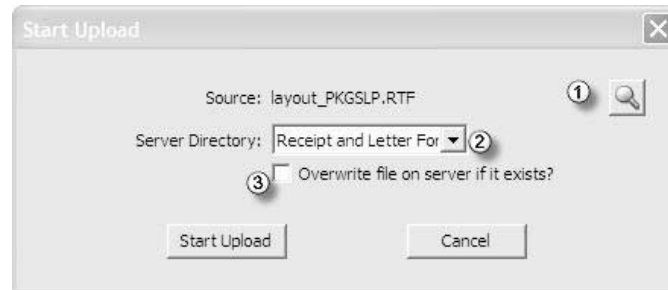 Start Upload
Source: layout_PKGSLP.RTF
①
Server Directory: Receipt and Letter For ②
③ Overwrite file on server if it exists?
Start Upload Cancel